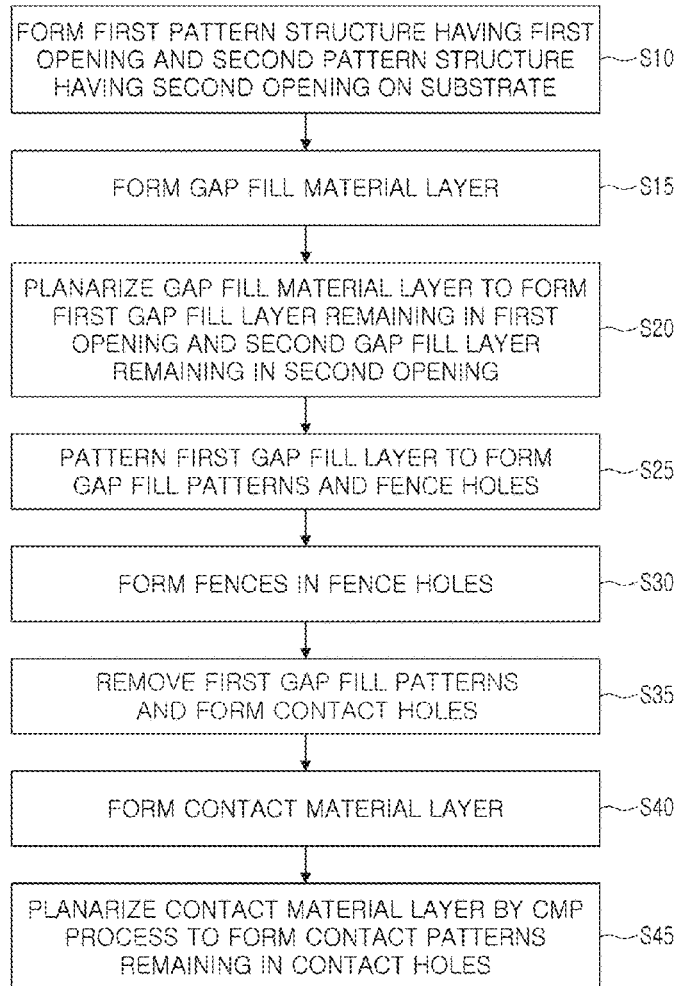 FORM FIRST PATTERN STRUCTURE HAVING FIRST
OPENING AND SECOND PATTERN STRUCTURE
HAVING SECOND OPENING ON SUBSTRATE
S10
FORM GAP FILL MATERIAL LAYER
S15
PLANARIZE GAP FILL MATERIAL LAYER TO FORM
FIRST GAP FILL LAYER REMAINING IN FIRST
OPENING AND SECOND GAP FILL LAYER
REMAINING IN SECOND OPENING
S20
PATTERN FIRST GAP FILL LAYER TO FORM
GAP FILL PATTERNS AND FENCE HOLES
S25
FORM FENCES IN FENCE HOLES
S30
REMOVE FIRST GAP FILL PATTERNS
AND FORM CONTACT HOLES
S35
FORM CONTACT MATERIAL LAYER
S40
PLANARIZE CONTACT MATERIAL LAYER BY CMP
PROCESS TO FORM CONTACT PATTERNS
REMAINING IN CONTACT HOLES
S45